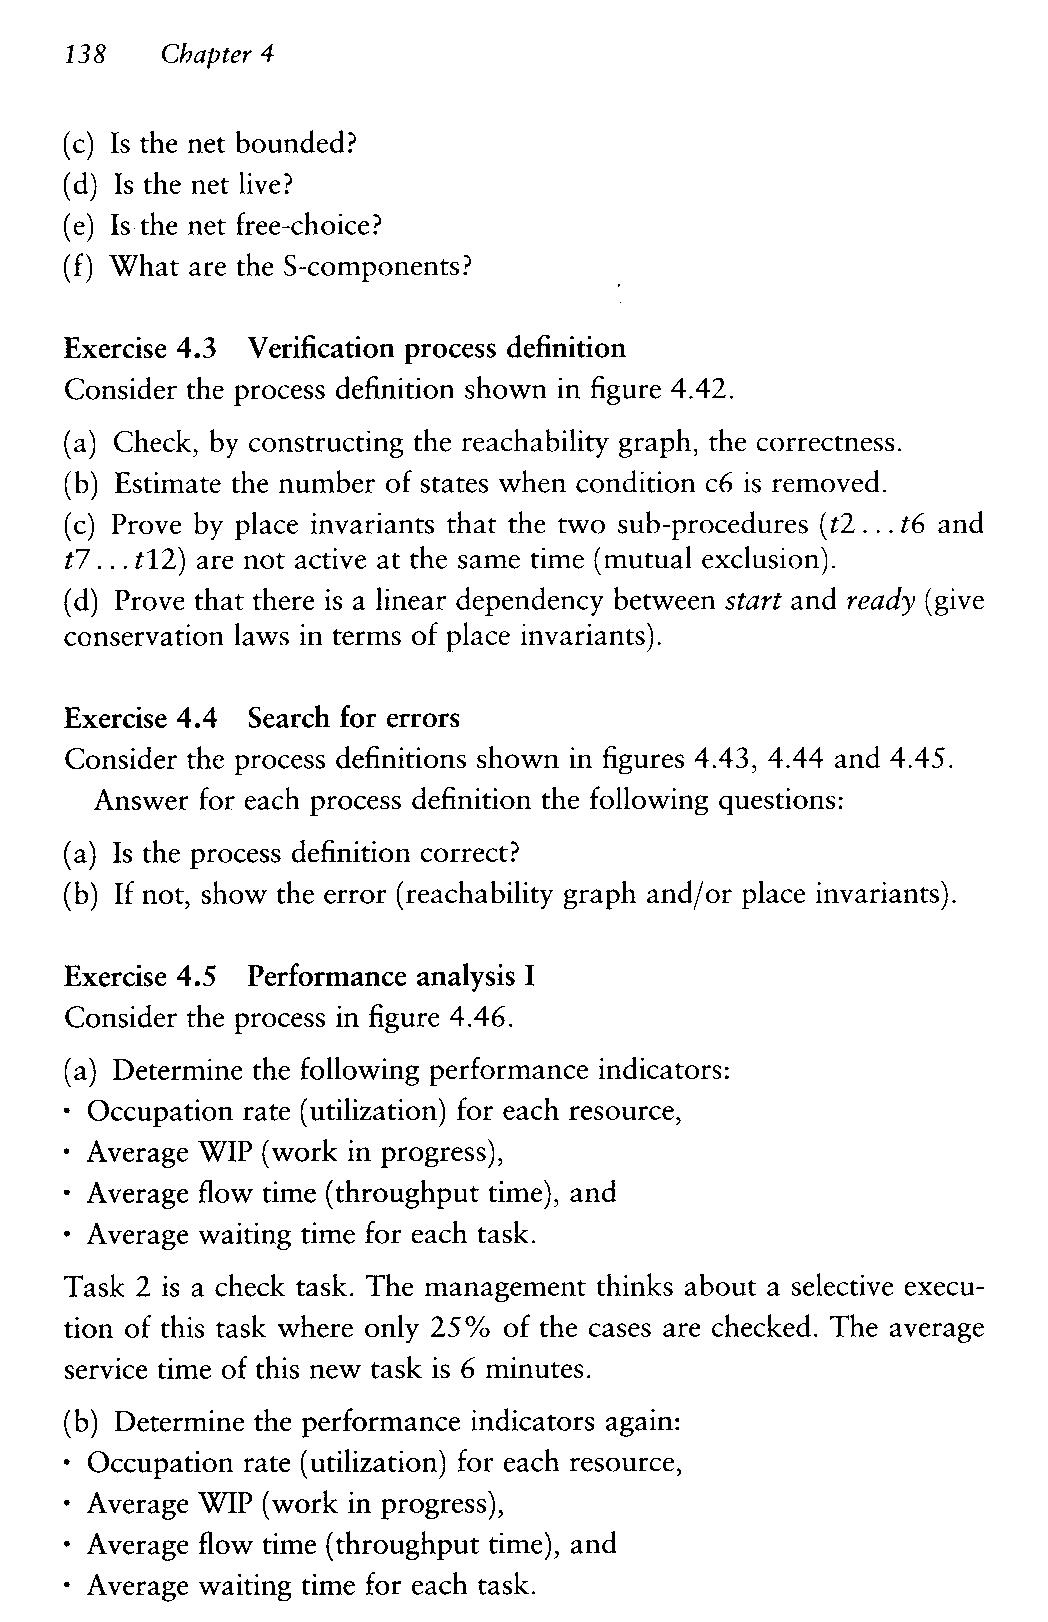 138 Chapter 4
(c) Is the net bounded?
(d) Is the net live?
(e) Is the net free-choice?
(f) What are the S-components?
Exercise 4.3 Verification process definition
Consider the process definition shown in figure 4.42.
(a) Check, by constructing the reachability graph, the correctness.
(b) Estimate the number of states when condition c6 is removed.
(c) Prove by place invariants that the two sub-procedures (t2 . . . t6 and
t7 . . . t12) are not active at the same time (mutual exclusion).
(d) Prove that there is a linear dependency between start and ready (give
conservation laws in terms of place invariants).
Exercise 4.4 Search for errors
Consider the process definitions shown in figures 4.43, 4.44 and 4.45.
Answer for each process definition the following questions:
(a) Is the process definition correct?
(b) If not, show the error (reachability graph and/or place invariants).
Exercise 4.5 Performance analysis I
Consider the process in figure 4.46.
(a) Determine the following performance indicators:
• Occupation rate (utilization) for each resource,
• Average WIP (work in progress),
• Average flow time (throughput time), and
• Average waiting time for each task.
Task 2 is a check task. The management thinks about a selective execu-
tion of this task where only 25% of the cases are checked. The average
service time of this new task is 6 minutes.
(b) Determine the performance indicators again:
• Occupation rate (utilization) for each resource,
• Average WIP (work in progress),
• Average flow time (throughput time), and
• Average waiting time for each task.